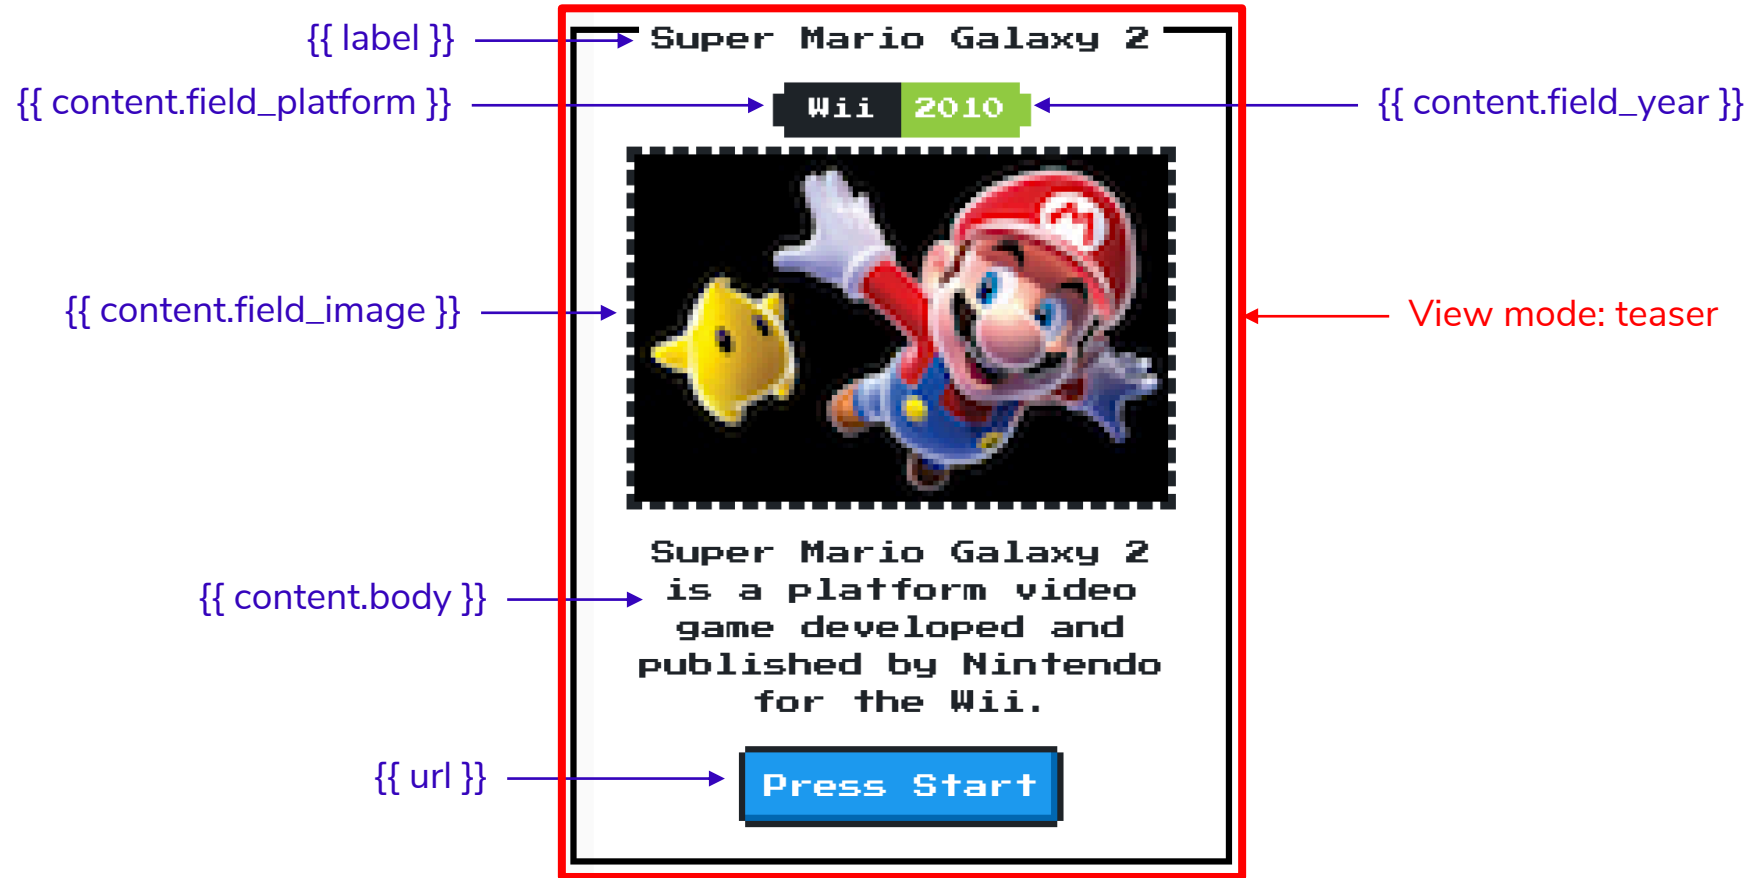 {{ label }}
Super Mario Galaxy 2
{{ content.field_platform }}
Wii 2010
{{ content.field_year }}
{{ content.field_image }}
M
View mode: teaser
Super Mario Galaxy 2
is a platform video
game developed and
published by Nintendo
for the Wii.
{{ content.body }}
{{ url }}
Press Start